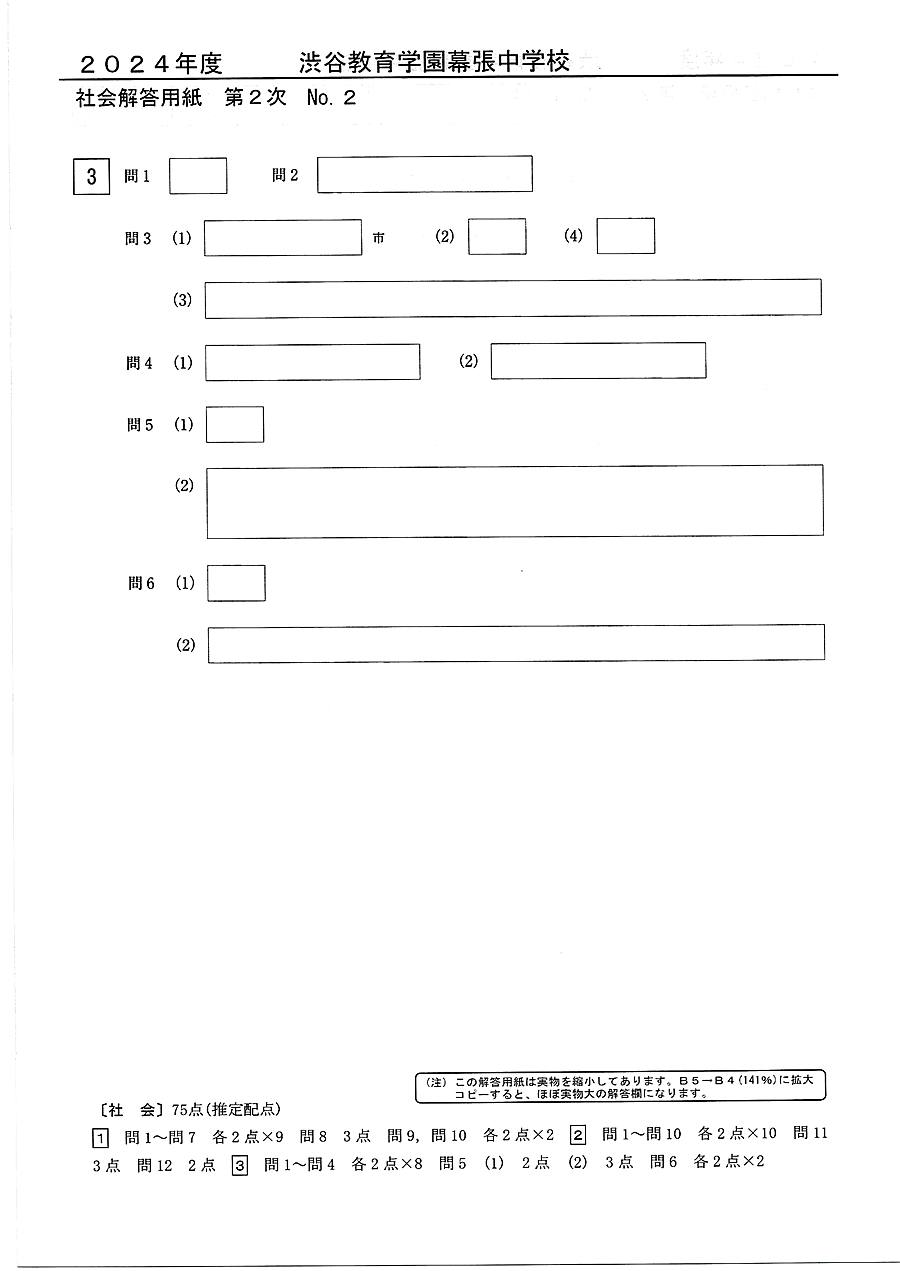 2024年度 渋谷教育学園幕張中学校
社会解答用紙 第2次 No.2
3 問1 問2
問3 (1) 市 (2) (4)
(3)
問4 (1) (2)
問5 (1)
(2)
問6 (1)
(2)
(注) この解答用紙は実物を縮小してあります。B5→B4(141%)に拡大
コピーすると、ほぼ実物大の解答欄になります。
〔社 会〕75点(推定配点)
1 問1~問7 各2点×9 問8 3点 問9, 問10 各2点×2 2 問1~問10 各2点×10 問11
3点 問12 2点 3 問1~問4 各2点×8 問5 (1) 2点 (2) 3点 問6 各2点×2